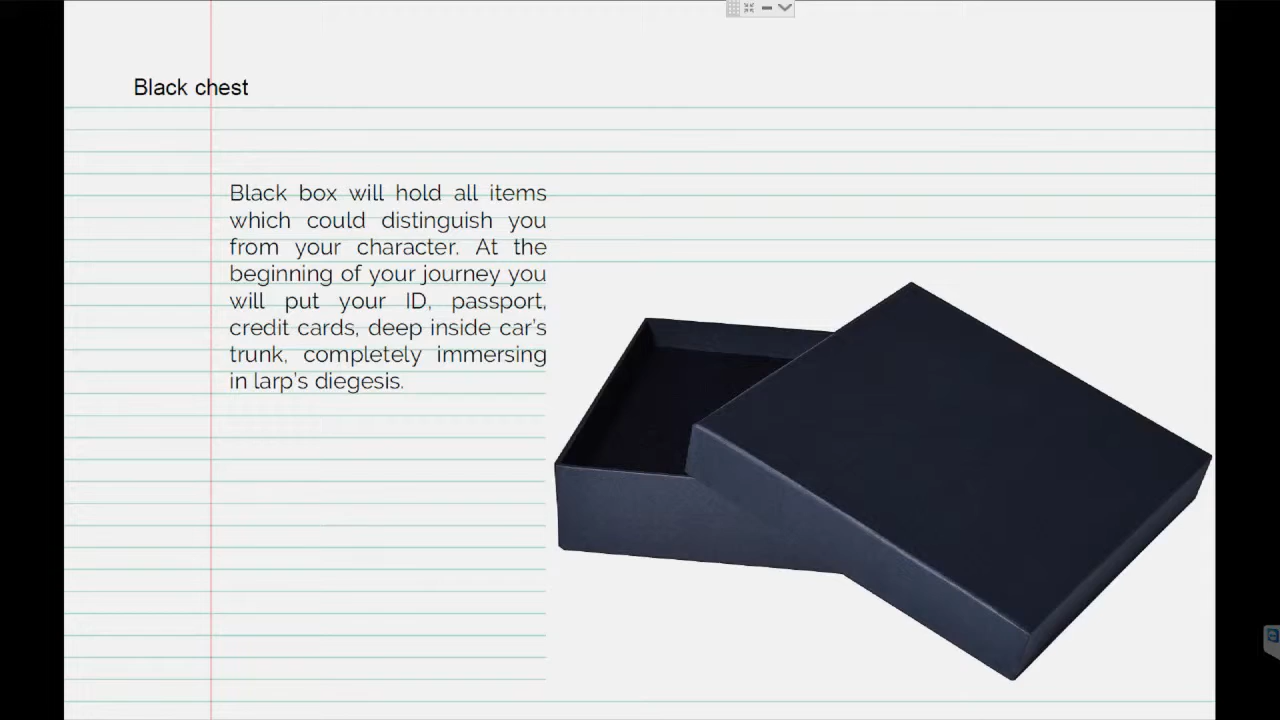 Black chest
Black box will hold all items
which could distinguish you
from your character. At the
beginning of your journey you
will put your ID, passport,
credit cards, deep inside car's
trunk, completely immersing
in larp's diegesis.